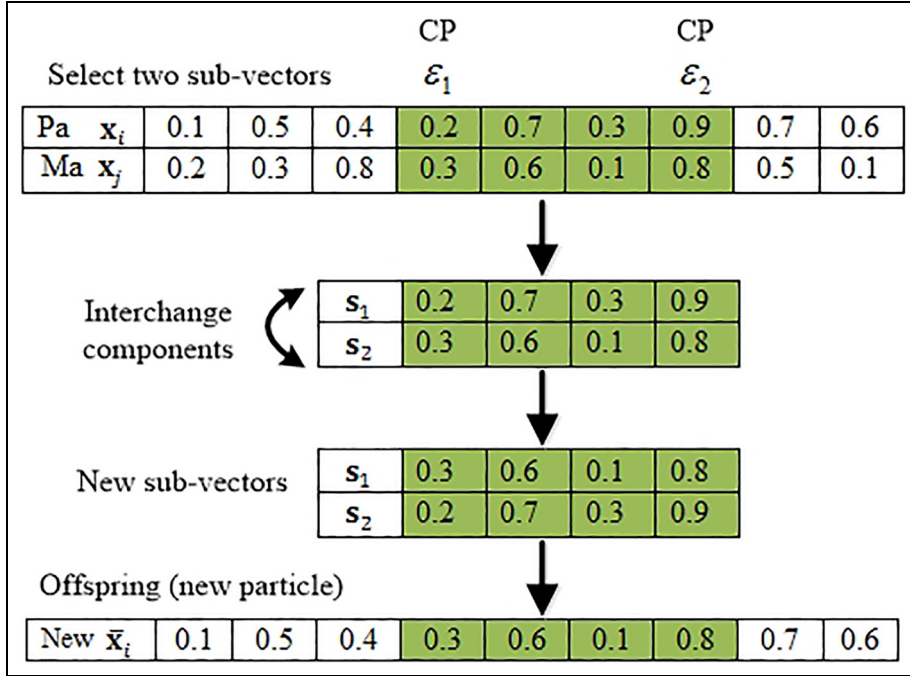 CP CP
Select two sub-vectors ε₁ ε₂
Pa xᵢ 0.1 0.5 0.4 0.2 0.7 0.3 0.9 0.7 0.6
Ma xⱼ 0.2 0.3 0.8 0.3 0.6 0.1 0.8 0.5 0.1
Interchange
components
s₁ 0.2 0.7 0.3 0.9
s₂ 0.3 0.6 0.1 0.8
New sub-vectors
s₁ 0.3 0.6 0.1 0.8
s₂ 0.2 0.7 0.3 0.9
Offspring (new particle)
New x̄ᵢ 0.1 0.5 0.4 0.3 0.6 0.1 0.8 0.7 0.6